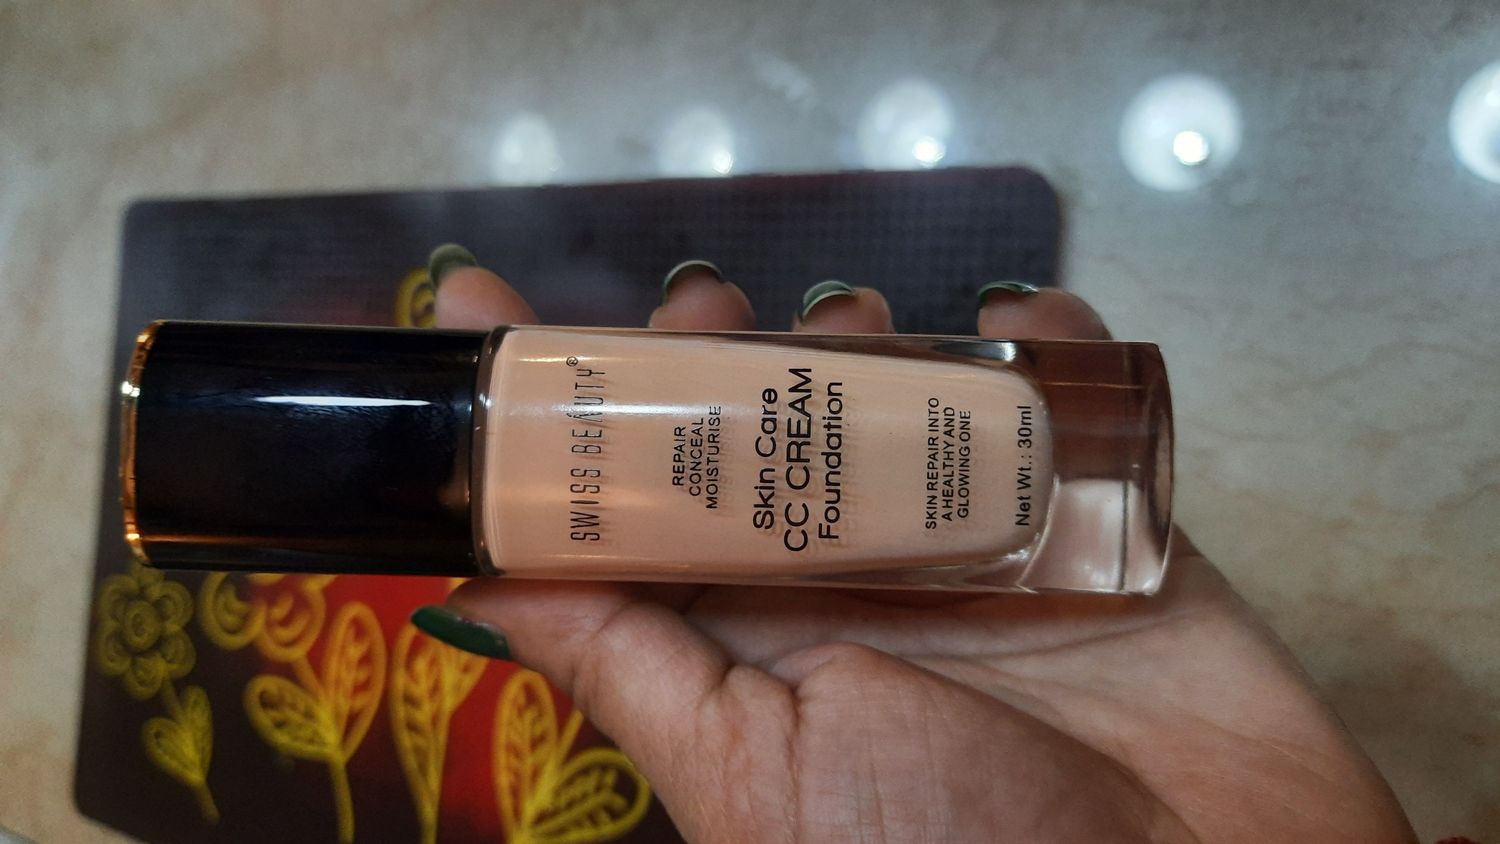 SWISS BEAUTY®
REPAIR
CONCEAL
MOISTURISE
Skin Care
CC CREAM
Foundation
SKIN REPAIR INTO
A HEALTHY AND
GLOWING ONE
Net Wt.: 30ml